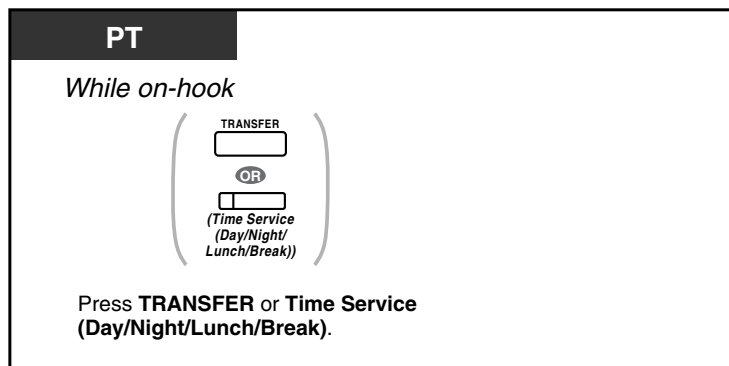 PT
While on-hook
TRANSFER
OR
(Time Service
(Day/Night/
Lunch/Break))
Press TRANSFER or Time Service
(Day/Night/Lunch/Break).